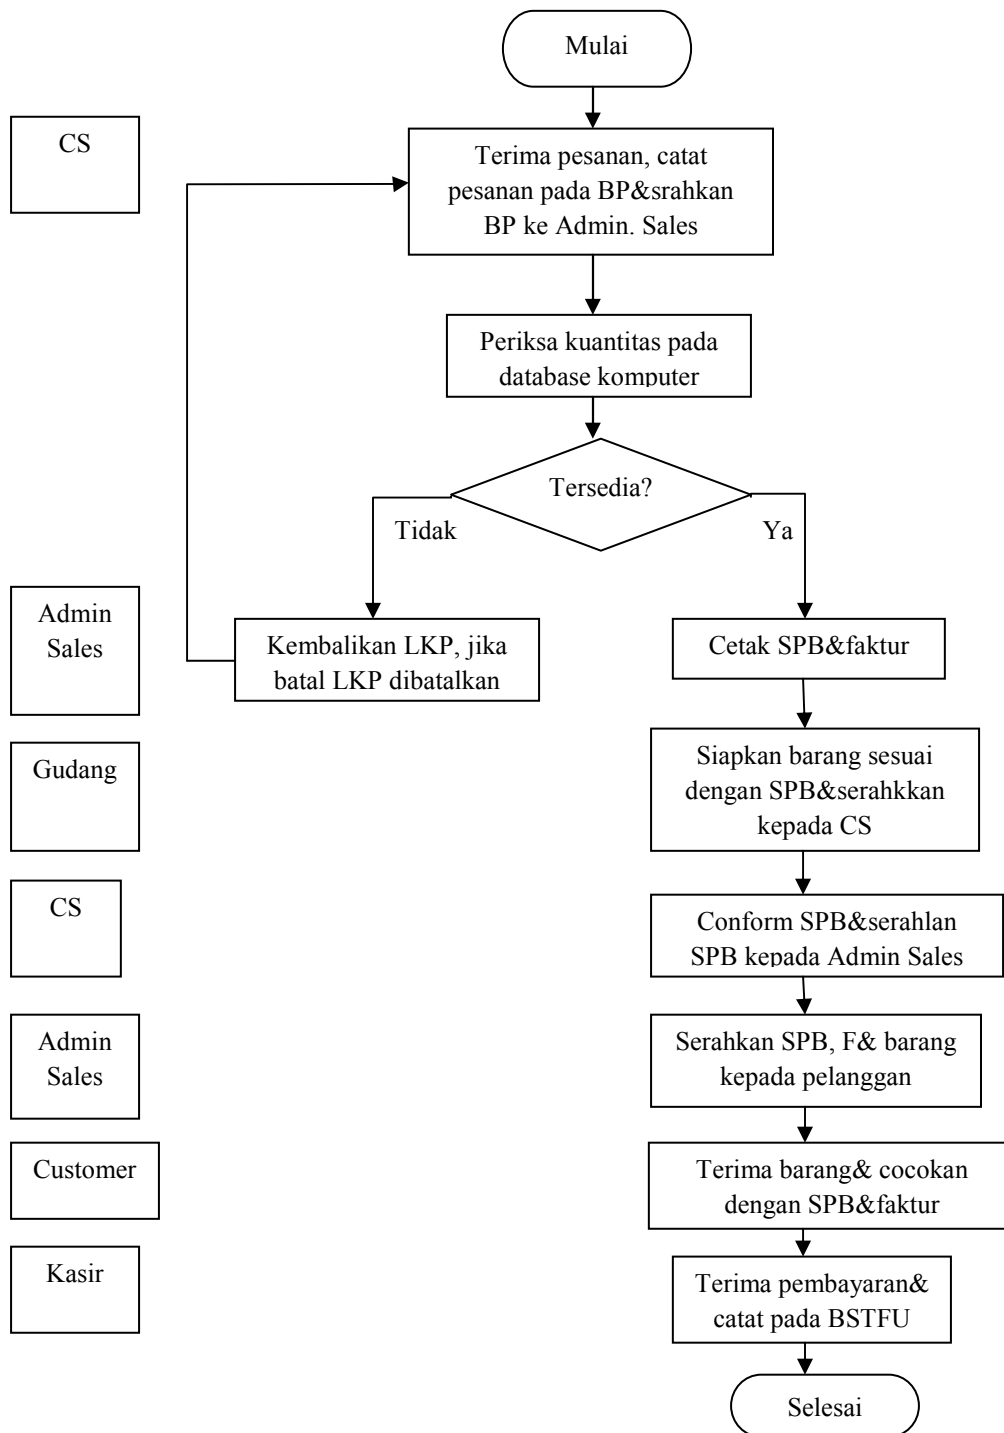 Mulai
CS
Terima pesanan, catat
pesanan pada BP&srahkan
BP ke Admin. Sales
Periksa kuantitas pada
database komputer
Tersedia?
Tidak
Ya
Admin
Sales
Kembalikan LKP, jika
batal LKP dibatalkan
Cetak SPB&faktur
Gudang
Siapkan barang sesuai
dengan SPB&serahkkan
kepada CS
CS
Conform SPB&serahlan
SPB kepada Admin Sales
Admin
Sales
Serahkan SPB, F& barang
kepada pelanggan
Customer
Terima barang& cocokan
dengan SPB&faktur
Kasir
Terima pembayaran&
catat pada BSTFU
Selesai